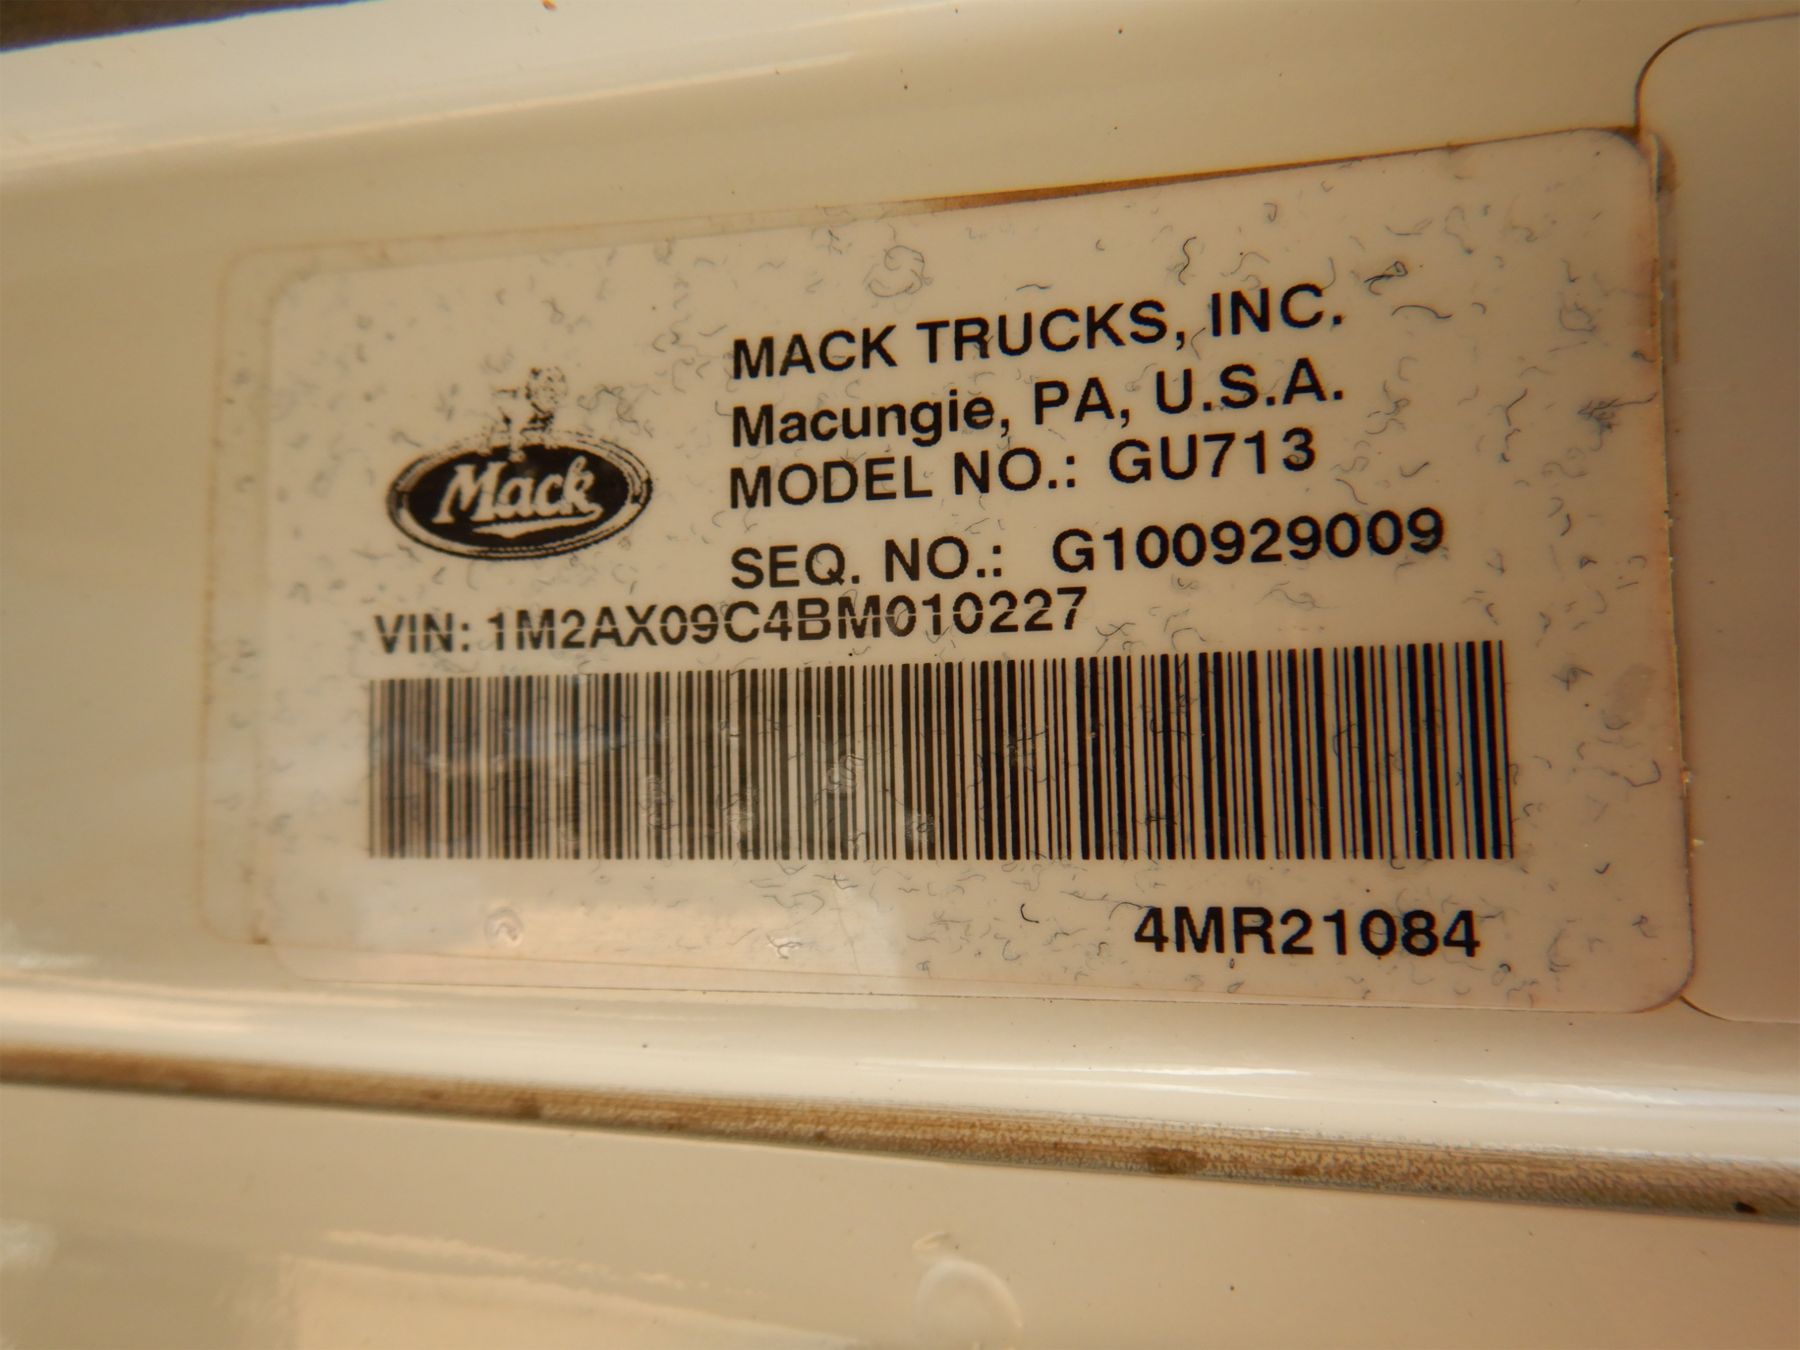 MACK TRUCKS, INC.
Macungie, PA, U.S.A.
Mack
MODEL NO.: GU713
SEQ. NO.: G100929009
VIN: 1M2AX09C4BM010227
4MR21084